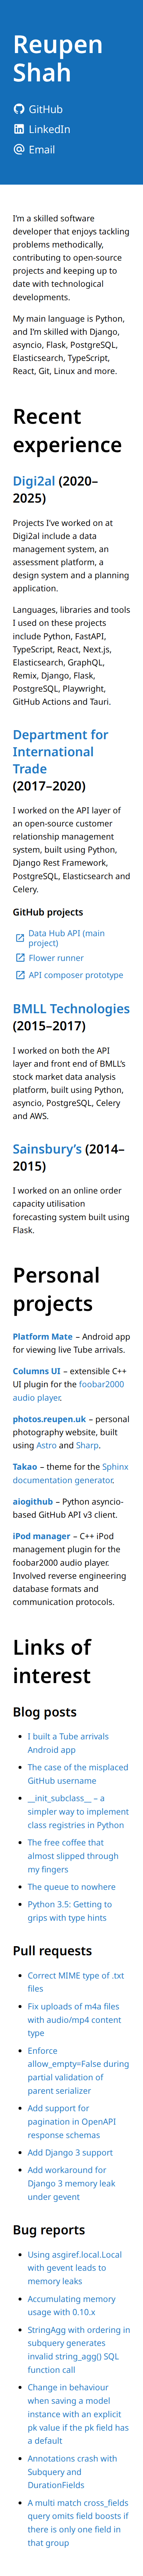 Reupen
Shah
GitHub
LinkedIn
Email
I'm a skilled software
developer that enjoys tackling
problems methodically,
contributing to open-source
projects and keeping up to
date with technological
developments.
My main language is Python,
and I'm skilled with Django,
asyncio, Flask, PostgreSQL,
Elasticsearch, TypeScript,
React, Git, Linux and more.
Recent
experience
Digi2al (2020–
2025)
Projects I've worked on at
Digi2al include a data
management system, an
assessment platform, a
design system and a planning
application.
Languages, libraries and tools
I used on these projects
include Python, FastAPI,
TypeScript, React, Next.js,
Elasticsearch, GraphQL,
Remix, Django, Flask,
PostgreSQL, Playwright,
GitHub Actions and Tauri.
Department for
International
Trade
(2017–2020)
I worked on the API layer of
an open-source customer
relationship management
system, built using Python,
Django Rest Framework,
PostgreSQL, Elasticsearch and
Celery.
GitHub projects
Data Hub API (main
project)
Flower runner
API composer prototype
BMLL Technologies
(2015–2017)
I worked on both the API
layer and front end of BMLL's
stock market data analysis
platform, built using Python,
asyncio, PostgreSQL, Celery
and AWS.
Sainsbury's (2014–
2015)
I worked on an online order
capacity utilisation
forecasting system built using
Flask.
Personal
projects
Platform Mate – Android app
for viewing live Tube arrivals.
Columns UI – extensible C++
UI plugin for the foobar2000
audio player.
photos.reupen.uk – personal
photography website, built
using Astro and Sharp.
Takao – theme for the Sphinx
documentation generator.
aiogithub – Python asyncio-
based GitHub API v3 client.
iPod manager – C++ iPod
management plugin for the
foobar2000 audio player.
Involved reverse engineering
database formats and
communication protocols.
Links of
interest
Blog posts
I built a Tube arrivals
Android app
The case of the misplaced
GitHub username
__init_subclass__ – a
simpler way to implement
class registries in Python
The free coffee that
almost slipped through
my fingers
The queue to nowhere
Python 3.5: Getting to
grips with type hints
Pull requests
Correct MIME type of .txt
files
Fix uploads of m4a files
with audio/mp4 content
type
Enforce
allow_empty=False during
partial validation of
parent serializer
Add support for
pagination in OpenAPI
response schemas
Add Django 3 support
Add workaround for
Django 3 memory leak
under gevent
Bug reports
Using asgiref.local.Local
with gevent leads to
memory leaks
Accumulating memory
usage with 0.10.x
StringAgg with ordering in
subquery generates
invalid string_agg() SQL
function call
Change in behaviour
when saving a model
instance with an explicit
pk value if the pk field has
a default
Annotations crash with
Subquery and
DurationFields
A multi match cross_fields
query omits field boosts if
there is only one field in
that group